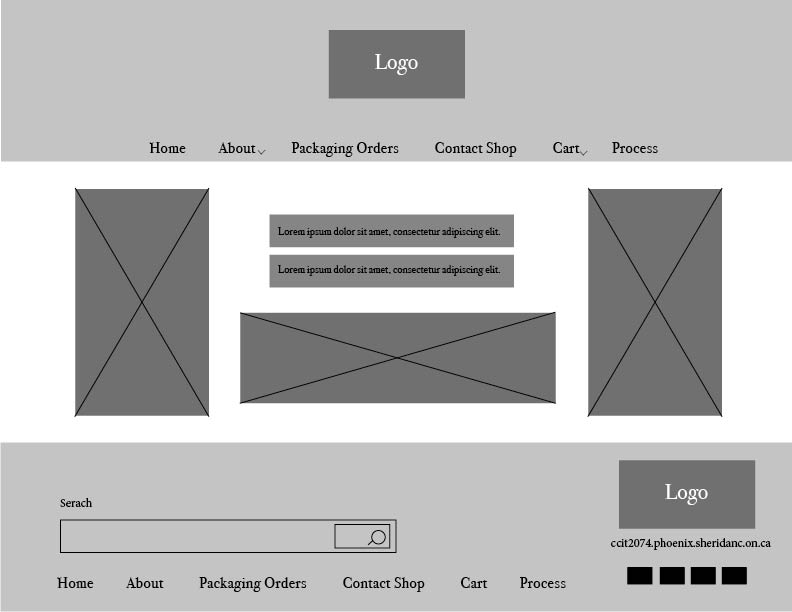 Logo
Home About Packaging Orders Contact Shop Cart Process
Lorem ipsum dolor sit amet, consectetur adipiscing elit.
Lorem ipsum dolor sit amet, consectetur adipiscing elit.
Serach
Home About Packaging Orders Contact Shop Cart Process
Logo
ccit2074.phoenix.sheridanc.on.ca